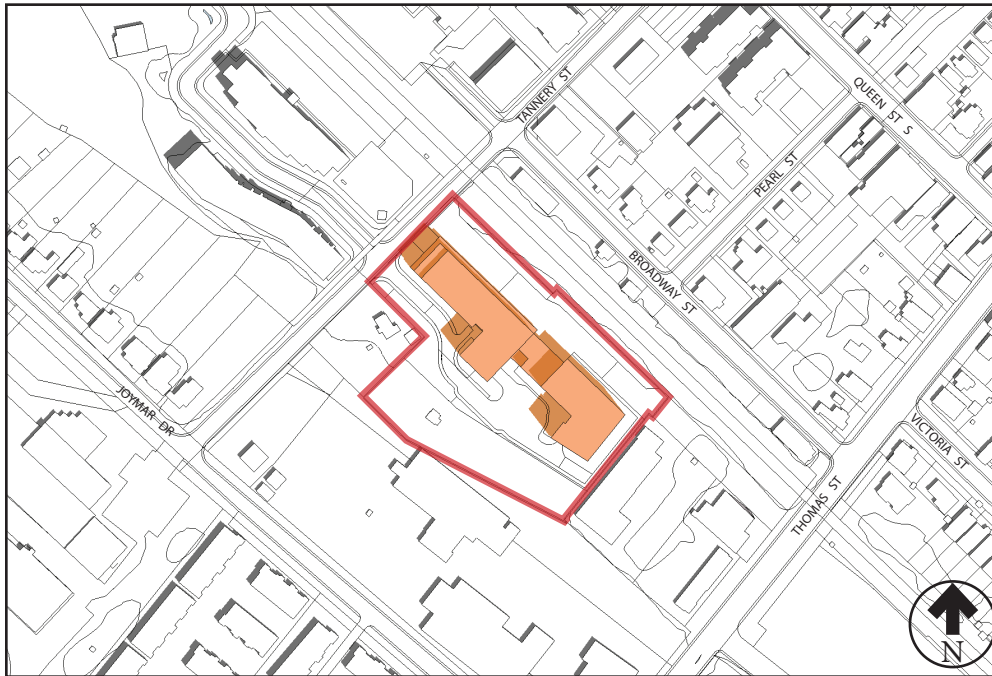 TANNERY ST
QUEEN ST S
PEARL ST
BROADWAY ST
JOYMAR DR
VICTORIA ST
THOMAS ST
N